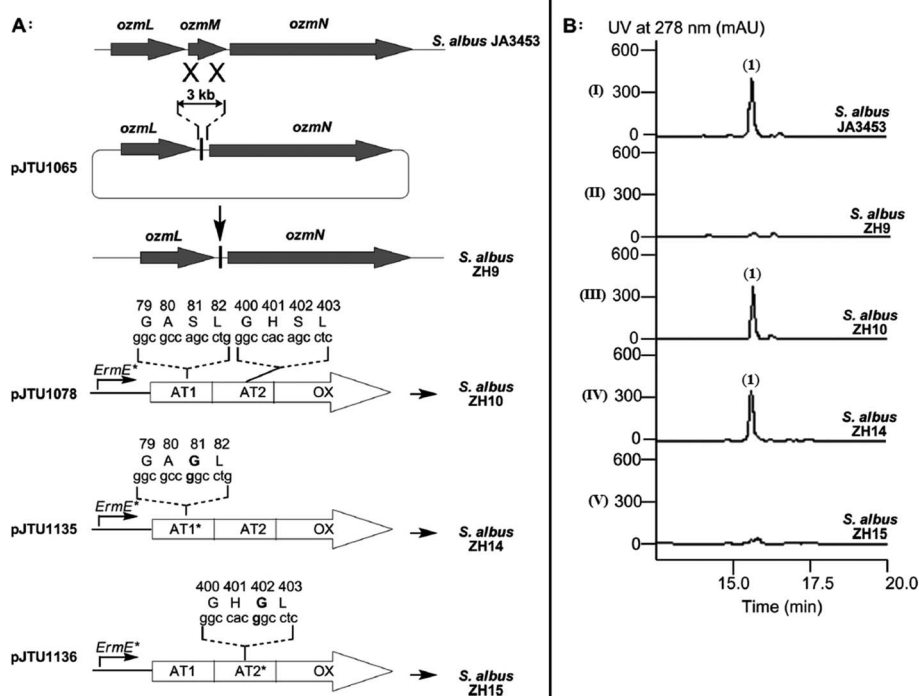 A:
ozmL ozmM ozmN
S. albus JA3453
X X
3 kb
ozmL ozmN
pJTU1065
ozmL ozmN
S. albus
ZH9
79 80 81 82 400 401 402 403
G A S L G H S L
ggc gcc agc ctg ggc cac agc ctc
ErmE*
pJTU1078
AT1 AT2 OX
S. albus
ZH10
79 80 81 82
G A G L
ggc gcc ggc ctg
ErmE*
pJTU1135
AT1* AT2 OX
S. albus
ZH14
400 401 402 403
G H G L
ggc cac ggc ctc
ErmE*
pJTU1136
AT1 AT2* OX
S. albus
ZH15
B: UV at 278 nm (mAU)
600
(1)
(I)
300
S. albus
JA3453
0
600
(II)
300
S. albus
ZH9
0
600
(1)
(III)
300
S. albus
ZH10
0
600
(1)
(IV)
300
S. albus
ZH14
0
600
(V)
300
S. albus
ZH15
0
15.0 17.5 20.0
Time (min)